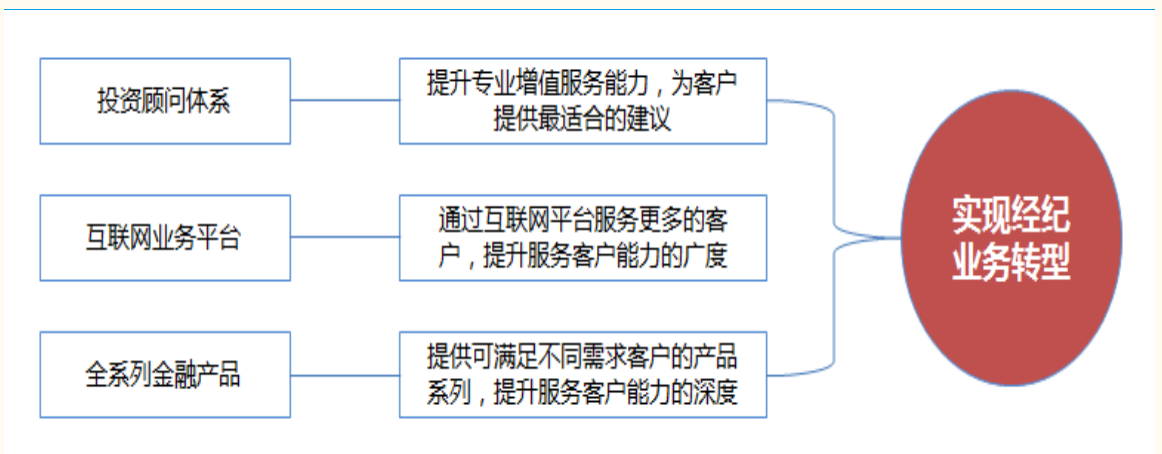 投资顾问体系
提升专业增值服务能力，为客户
提供最适合的建议
互联网业务平台
通过互联网平台服务更多的客
户，提升服务客户能力的广度
全系列金融产品
提供可满足不同需求客户的产品
系列，提升服务客户能力的深度
实现经纪
业务转型